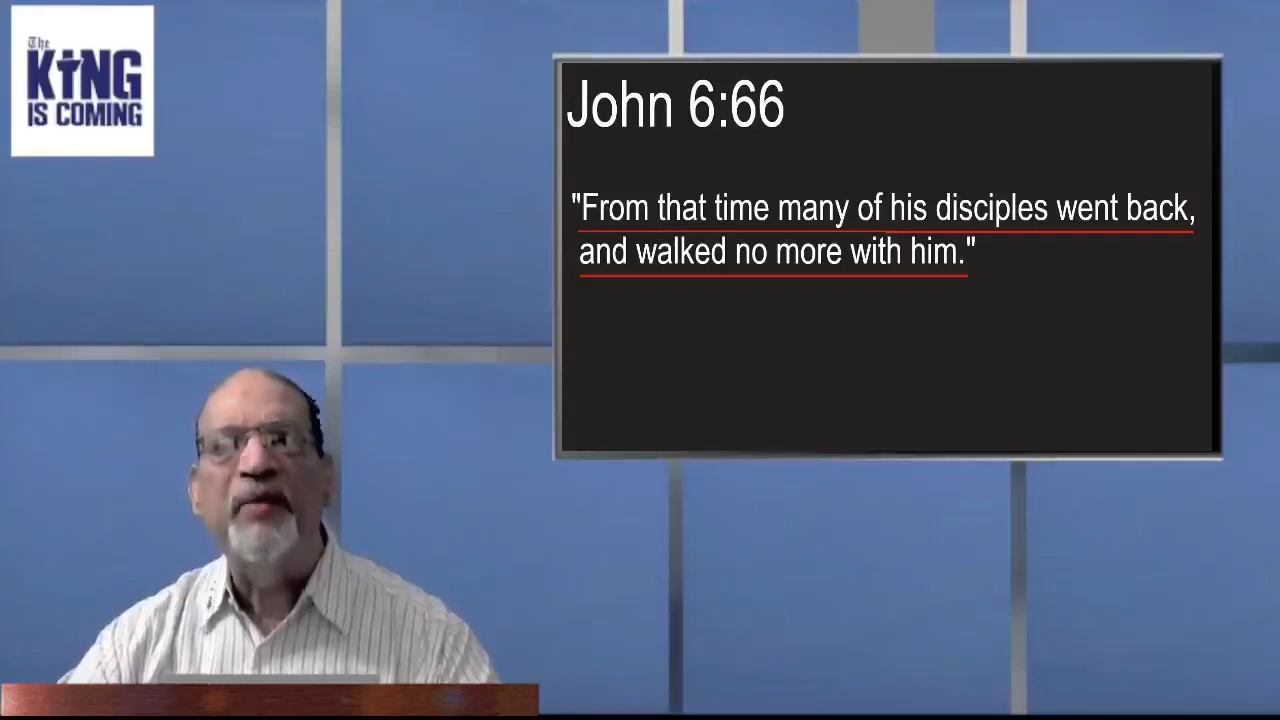 The
KING
IS COMING
John 6:66
"From that time many of his disciples went back,
and walked no more with him."